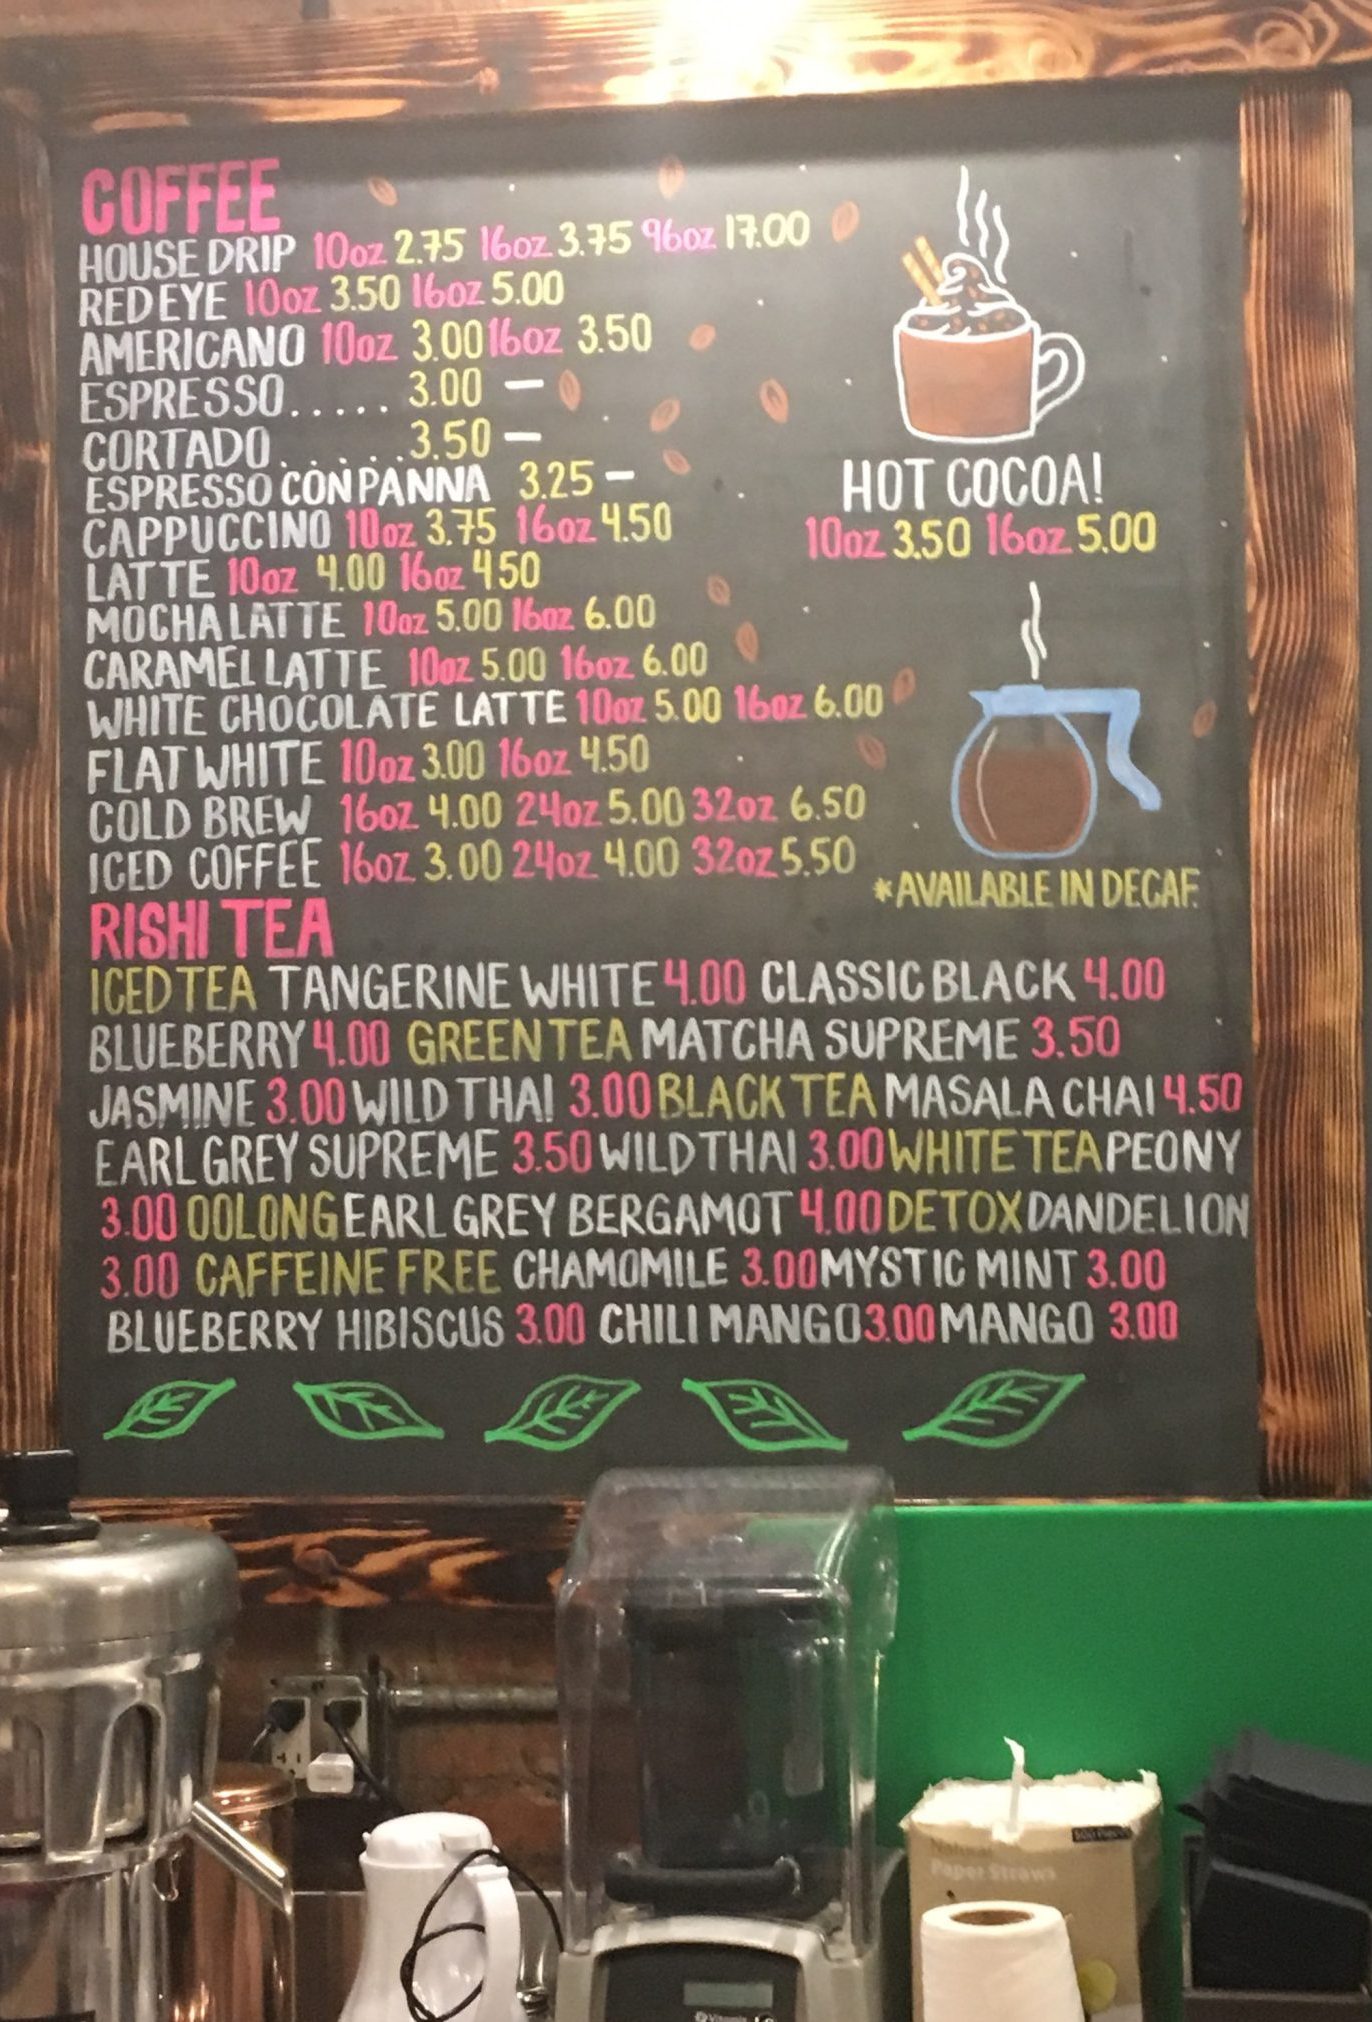 COFFEE
HOUSE DRIP 10oz 2.75 16oz 3.75 96oz 17.00
RED EYE 10oz 3.50 16oz 5.00
AMERICANO 10oz 3.00 16oz 3.50
ESPRESSO..... 3.00 —
CORTADO......3.50 —
ESPRESSO CON PANNA 3.25 —
CAPPUCCINO 10oz 3.75 16oz 4.50
LATTE 10oz 4.00 16oz 450
MOCHA LATTE 10oz 5.00 16oz 6.00
CARAMEL LATTE 10oz 5.00 16oz 6.00
WHITE CHOCOLATE LATTE 10oz 5.00 16oz 6.00
FLAT WHITE 10oz 3.00 16oz 4.50
COLD BREW 16oz 4.00 24oz 5.00 32oz 6.50
ICED COFFEE 16oz 3.00 24oz 4.00 32oz 5.50
HOT COCOA!
10oz 3.50 16oz 5.00
*AVAILABLE IN DECAF.
RISHI TEA
ICED TEA TANGERINE WHITE 4.00 CLASSIC BLACK 4.00
BLUEBERRY 4.00 GREEN TEA MATCHA SUPREME 3.50
JASMINE 3.00 WILD THAI 3.00 BLACK TEA MASALA CHAI 4.50
EARL GREY SUPREME 3.50 WILD THAI 3.00 WHITE TEA PEONY
3.00 OOLONG EARL GREY BERGAMOT 4.00 DETOX DANDELION
3.00 CAFFEINE FREE CHAMOMILE 3.00 MYSTIC MINT 3.00
BLUEBERRY HIBISCUS 3.00 CHILI MANGO 3.00 MANGO 3.00
Paper Straws